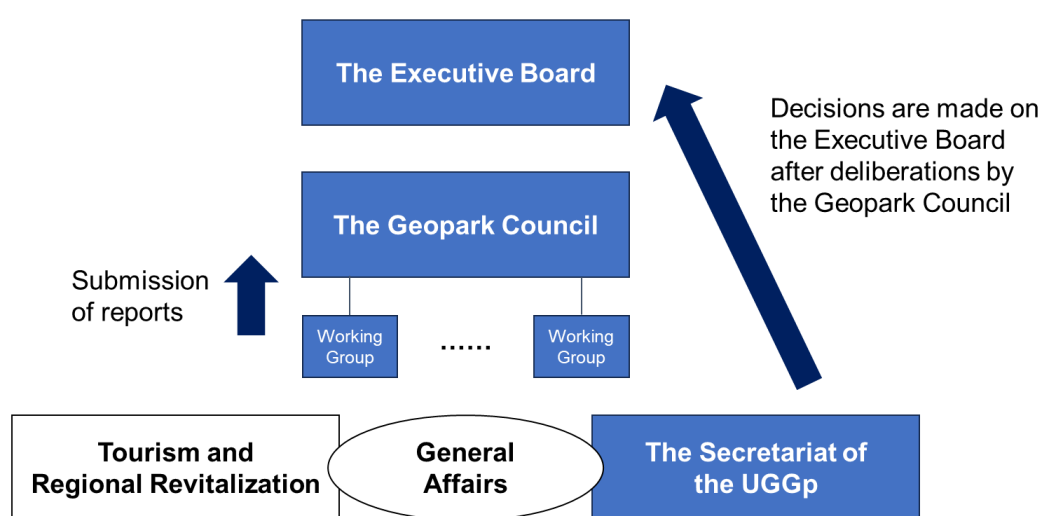 The Executive Board
Decisions are made on
the Executive Board
after deliberations by
the Geopark Council
The Geopark Council
Submission
of reports
Working
Group
......
Working
Group
Tourism and
Regional Revitalization
General
Affairs
The Secretariat of
the UGGp